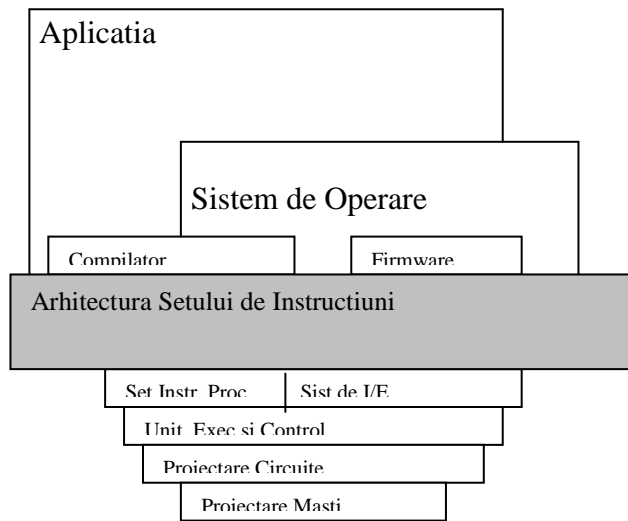 Aplicatia
Sistem de Operare
Compilator
Firmware
Arhitectura Setului de Instructiuni
Set Instr. Proc
Sist de I/E
Unit. Exec si Control
Proiectare Circuite
Proiectare Masti